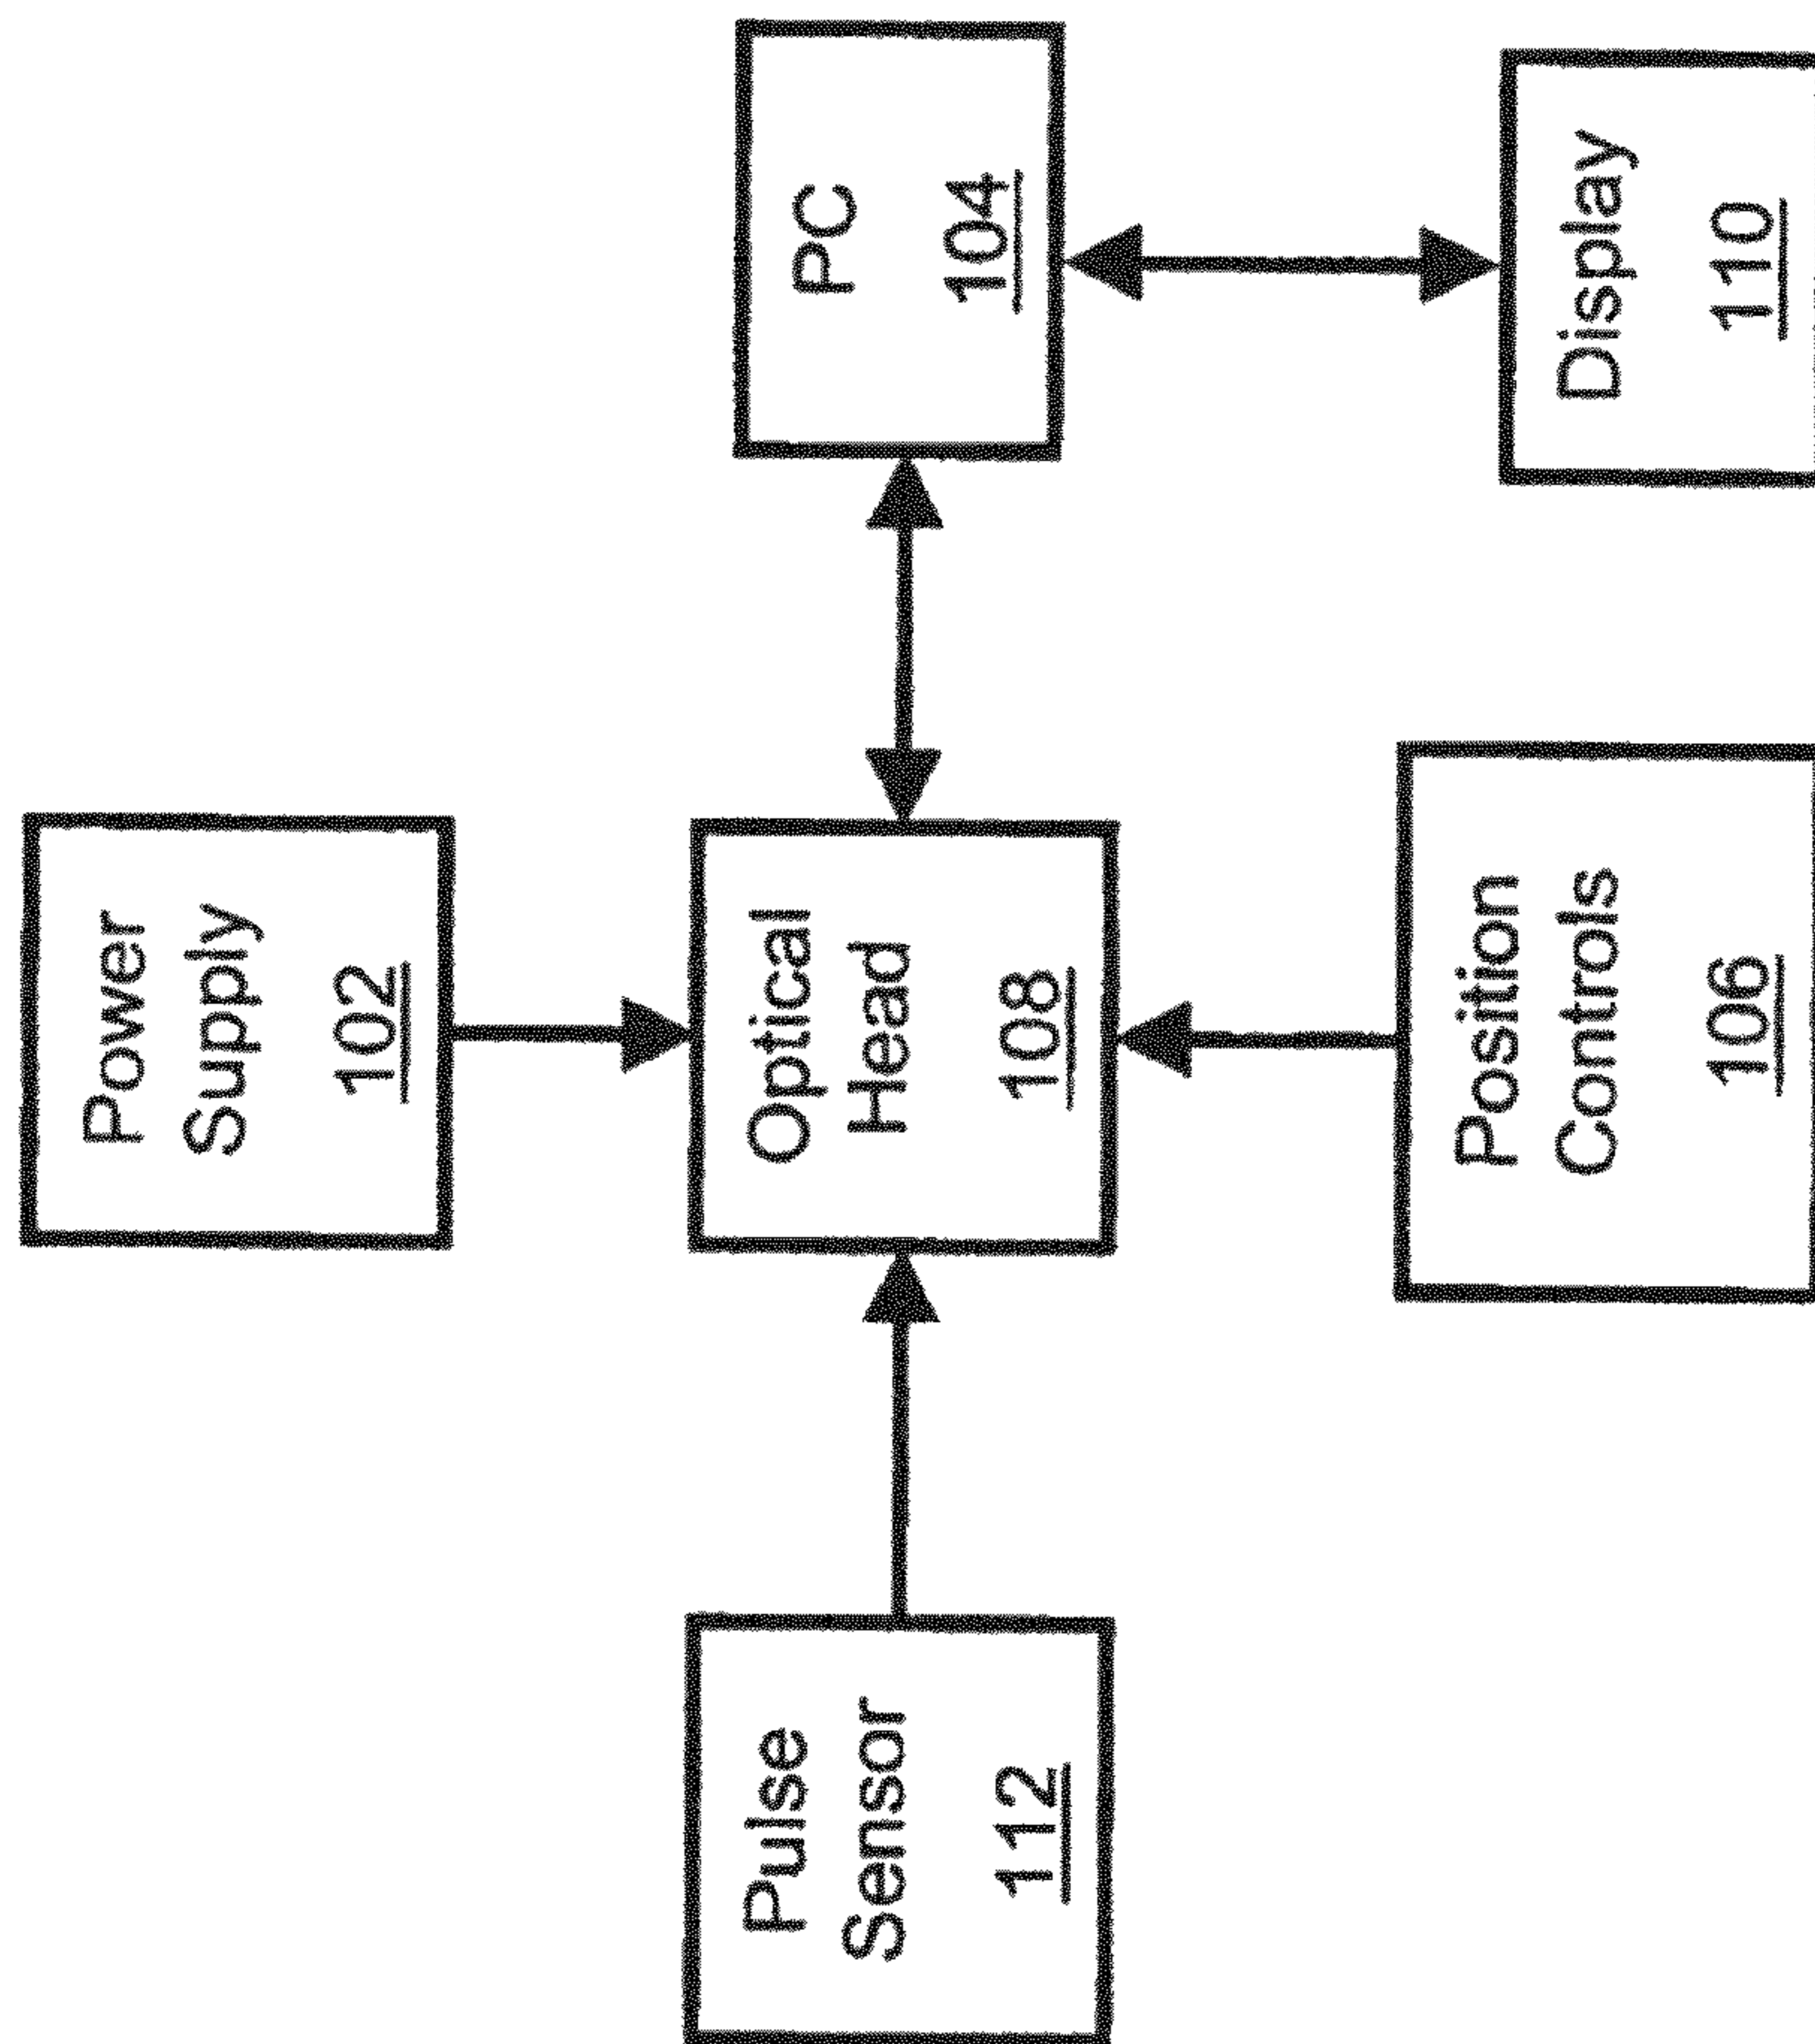 Power
Supply
102
Pulse
Sensor
112
Optical
Head
108
PC
104
Position
Controls
106
Display
110